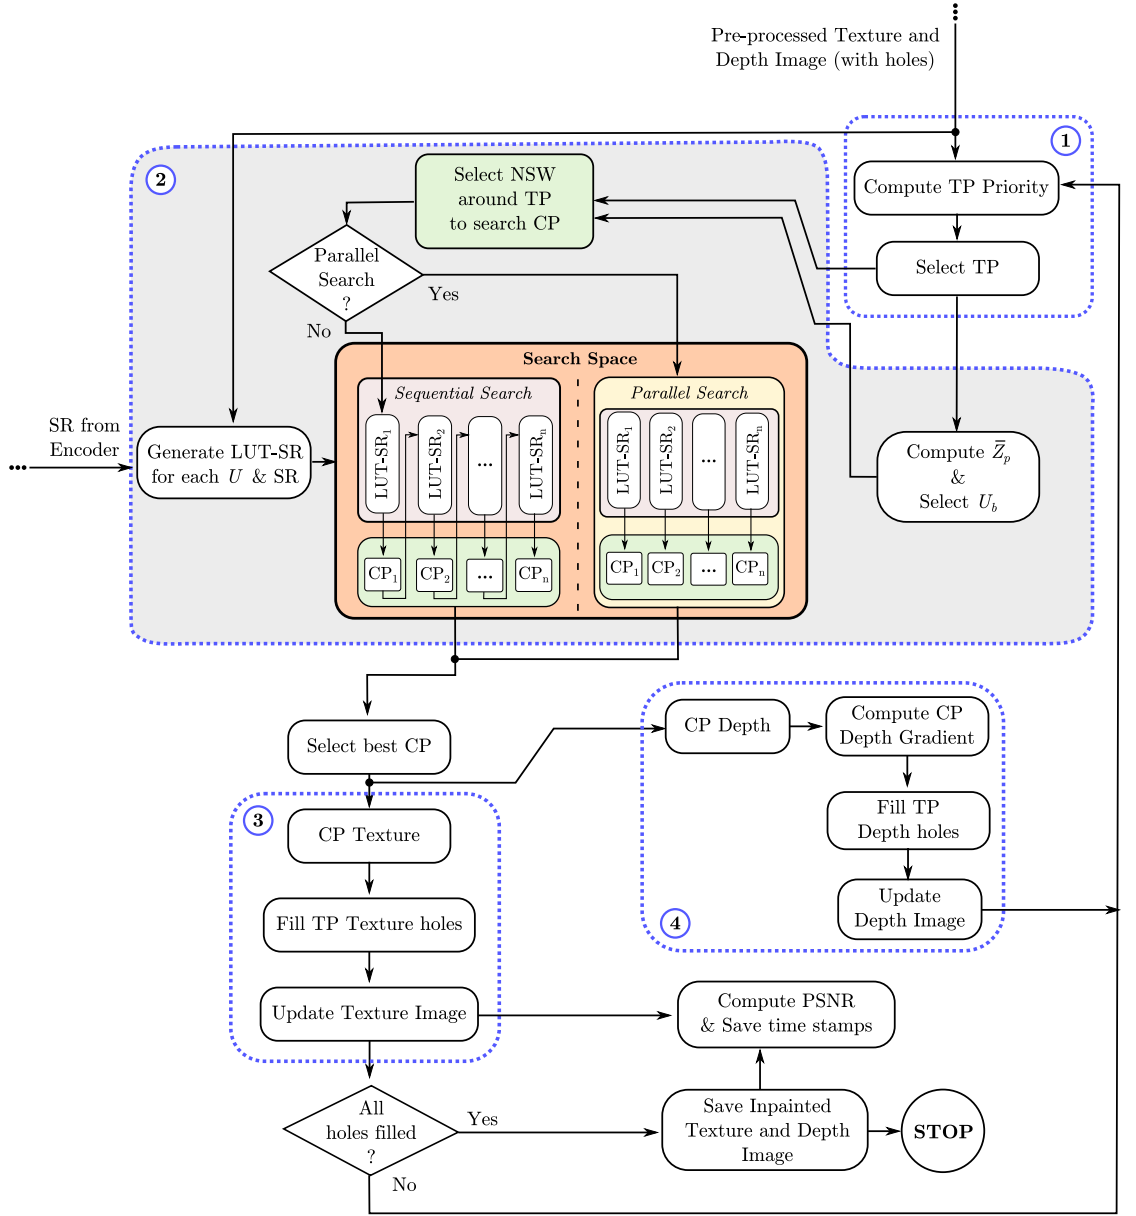 Pre-processed Texture and
Depth Image (with holes)
1
Compute TP Priority
Select TP
2
Select NSW
around TP
to search CP
Parallel
Search
?
Yes
No
Search Space
Sequential Search
LUT-SR1
LUT-SR2
...
LUT-SRn
CP1
CP2
...
CPn
Parallel Search
LUT-SR1
LUT-SR2
...
LUT-SRn
CP1
CP2
...
CPn
SR from
Encoder
Generate LUT-SR
for each U & SR
Compute Z̅p
&
Select Ub
Select best CP
3
CP Texture
Fill TP Texture holes
Update Texture Image
CP Depth
Compute CP
Depth Gradient
Fill TP
Depth holes
Update
Depth Image
4
Compute PSNR
& Save time stamps
All
holes filled
?
Yes
No
Save Inpainted
Texture and Depth
Image
STOP